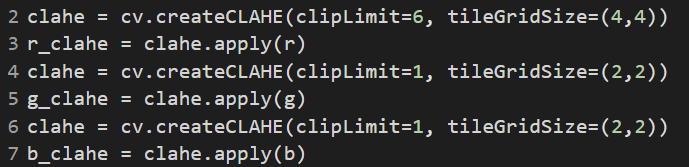 2 clahe = cv.createCLAHE(clipLimit=6, tileGridSize=(4,4))
3 r_clahe = clahe.apply(r)
4 clahe = cv.createCLAHE(clipLimit=1, tileGridSize=(2,2))
5 g_clahe = clahe.apply(g)
6 clahe = cv.createCLAHE(clipLimit=1, tileGridSize=(2,2))
7 b_clahe = clahe.apply(b)